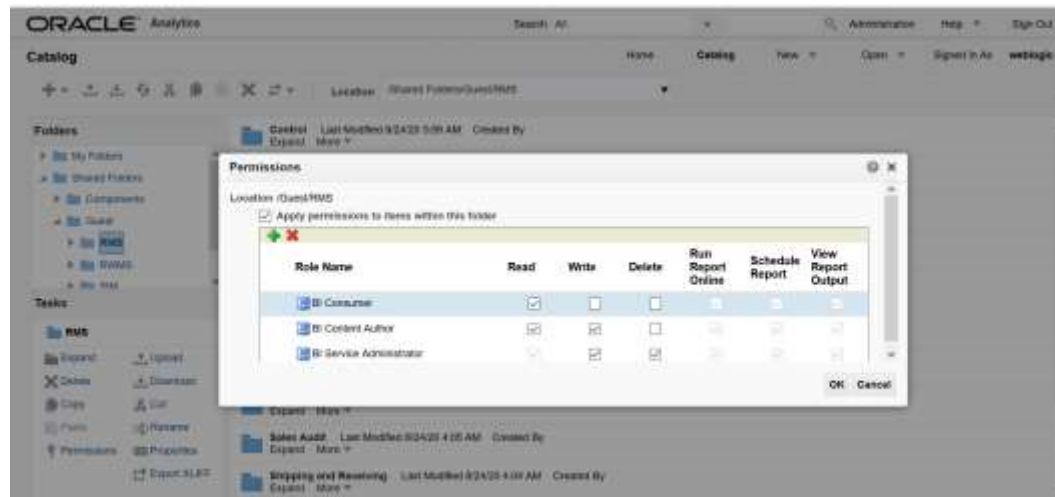 ORACLE Analytics
Search All
Administration Help Sign Out
Catalog
Home Catalog New Open Signed In As weblogic
Location /Shared Folders/Guest/RMS
Folders
My Folders
Shared Folders
Components
Guest
RMS
RWMS
Control Last Modified 9/24/20 5:09 AM Created By
Expand More
Permissions
Location /Guest/RMS
Apply permissions to items within this folder
Role Name Read Write Delete Run Report Online Schedule Report View Report Output
BI Consumer
BI Content Author
BI Service Administrator
OK Cancel
Tasks
RMS
Expand Upload
Delete Download
Copy Cut
Paste Rename
Permissions Properties
Export XLIFF
Expand More
Sales Audit Last Modified 9/24/20 4:05 AM Created By
Expand More
Shipping and Receiving Last Modified 9/24/20 4:09 AM Created By
Expand More